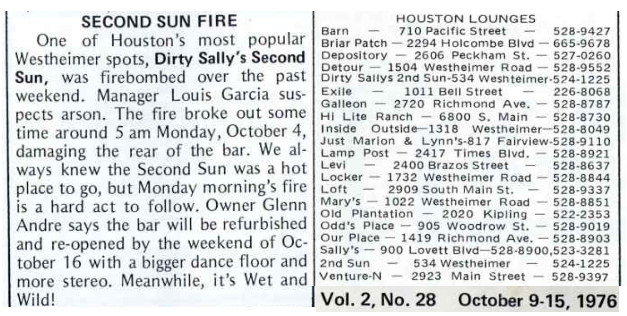 SECOND SUN FIRE
One of Houston's most popular
Westheimer spots, Dirty Sally's Second
Sun, was firebombed over the past
weekend. Manager Louis Garcia sus-
pects arson. The fire broke out some
time around 5 am Monday, October 4,
damaging the rear of the bar. We al-
ways knew the Second Sun was a hot
place to go, but Monday morning's fire
is a hard act to follow. Owner Glenn
Andre says the bar will be refurbished
and re-opened by the weekend of Oc-
tober 16 with a bigger dance floor and
more stereo. Meanwhile, it's Wet and
Wild!
HOUSTON LOUNGES
Barn — 710 Pacific Street — 528-9427
Briar Patch — 2294 Holcombe Blvd — 665-9678
Depository — 2606 Peckham St. — 527-0260
Detour — 1504 Westheimer Road — 528-9552
Dirty Sallys 2nd Sun-534 Weshteimer-524-1225
Exile — 1011 Bell Street — 226-8068
Galleon — 2720 Richmond Ave. — 528-8787
Hi Lite Ranch — 6800 S. Main — 528-8730
Inside Outside—1318 Westheimer—528-8049
Just Marion & Lynn's-817 Fairview-528-9110
Lamp Post — 2417 Times Blvd. — 528-8921
Levi — 2400 Brazos Street — 528-8637
Locker — 1732 Westheimer Road — 528-8844
Loft — 2909 South Main St. — 528-9337
Mary's — 1022 Westheimer Road — 528-8851
Old Plantation — 2020 Kipling — 522-2353
Odd's Place — 905 Woodrow St. — 528-9019
Our Place — 1419 Richmond Ave. — 528-8903
Sally's — 900 Lovett Blvd—528-8900,523-3281
2nd Sun — 534 Westheimer — 524-1225
Venture-N — 2923 Main Street — 528-9397
Vol. 2, No. 28 October 9-15, 1976